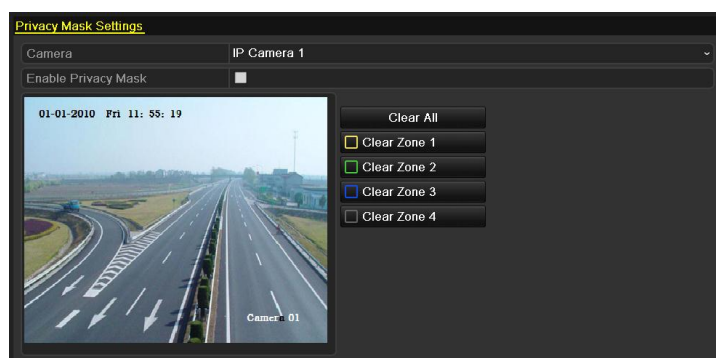 Privacy Mask Settings
Camera IP Camera 1
Enable Privacy Mask
01-01-2010 Fri 11: 55: 19
Clear All
Clear Zone 1
Clear Zone 2
Clear Zone 3
Clear Zone 4
Camera 01